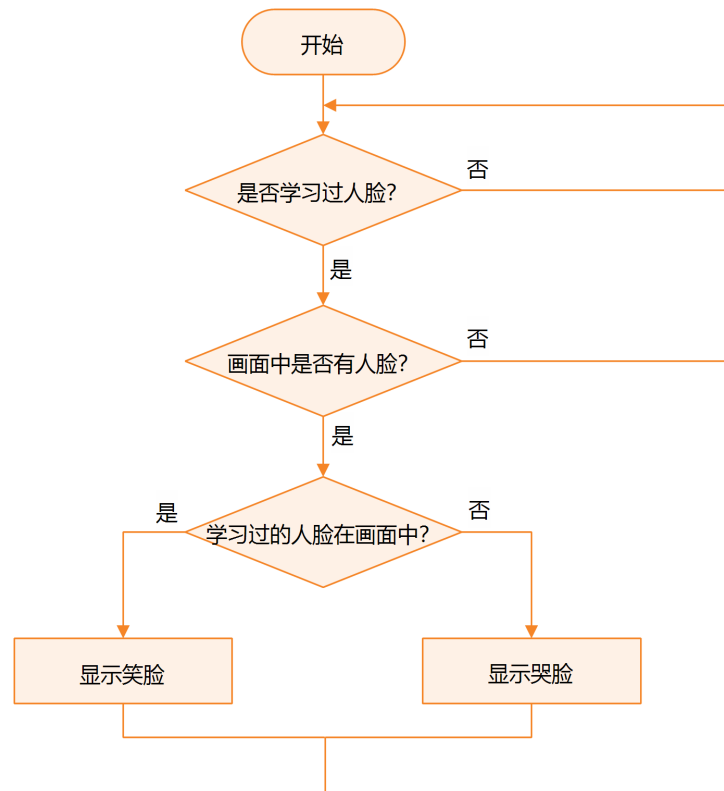 开始
是否学习过人脸？
否
是
画面中是否有人脸？
否
是
学习过的人脸在画面中？
是
否
显示笑脸
显示哭脸